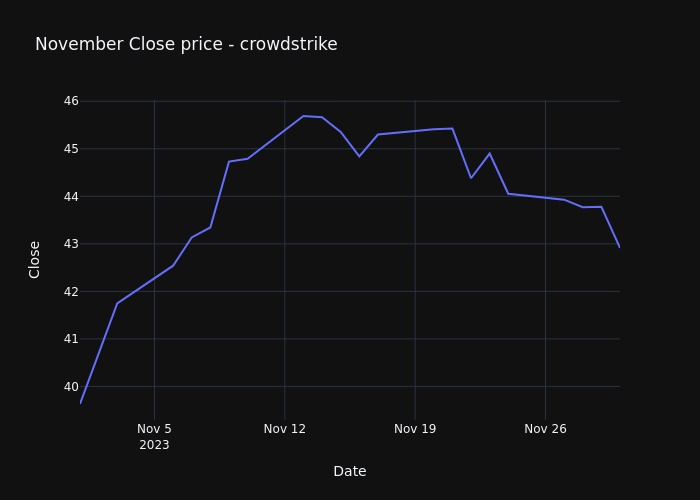 November Close price - crowdstrike
Close
46
45
44
43
42
41
40
Nov 5
2023
Nov 12
Nov 19
Nov 26
Date